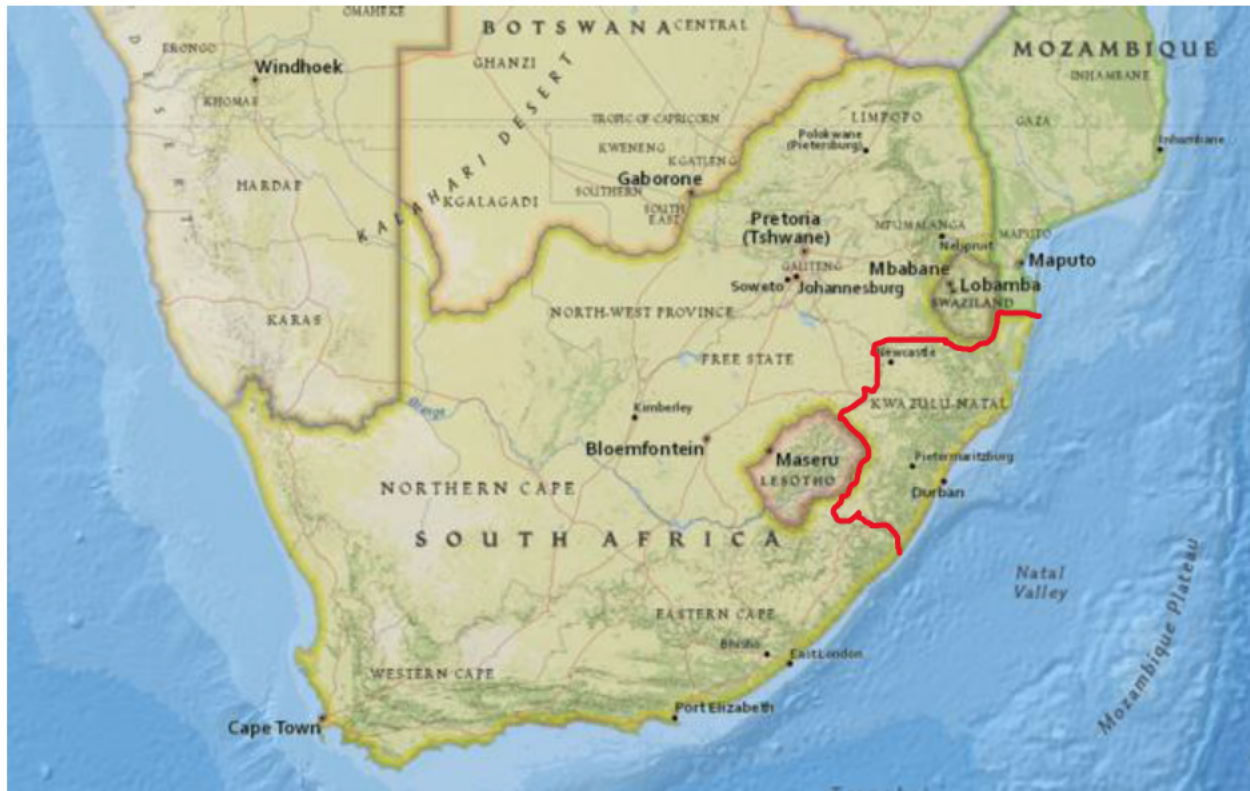 OMAHEKE
BOTSWANA
CENTRAL
ERONGO
GHANZI
MOZAMBIQUE
Windhoek
INHAMBANE
KHOMAS
DESERT
KALAHARI DESERT
TROPIC OF CAPRICORN
LIMPOPO
GAZA
Polokwane
(Pietersburg)
Inhambane
KWENENG
KGATLENG
HARDAP
Gaborone
SOUTHERN
KGALAGADI
SOUTH
EAST
Pretoria
(Tshwane)
MPUMALANGA
MAPUTO
Nelspruit
Mbabane
Maputo
GAUTENG
Soweto
Johannesburg
Lobamba
SWAZILAND
KARAS
NORTH-WEST PROVINCE
FREE STATE
Newcastle
Kimberley
KWAZULU-NATAL
Bloemfontein
Maseru
LESOTHO
Pietermaritzburg
Durban
NORTHERN CAPE
SOUTH AFRICA
Natal
Valley
Mozambique Plateau
EASTERN CAPE
Bhisho
East London
WESTERN CAPE
Cape Town
Port Elizabeth